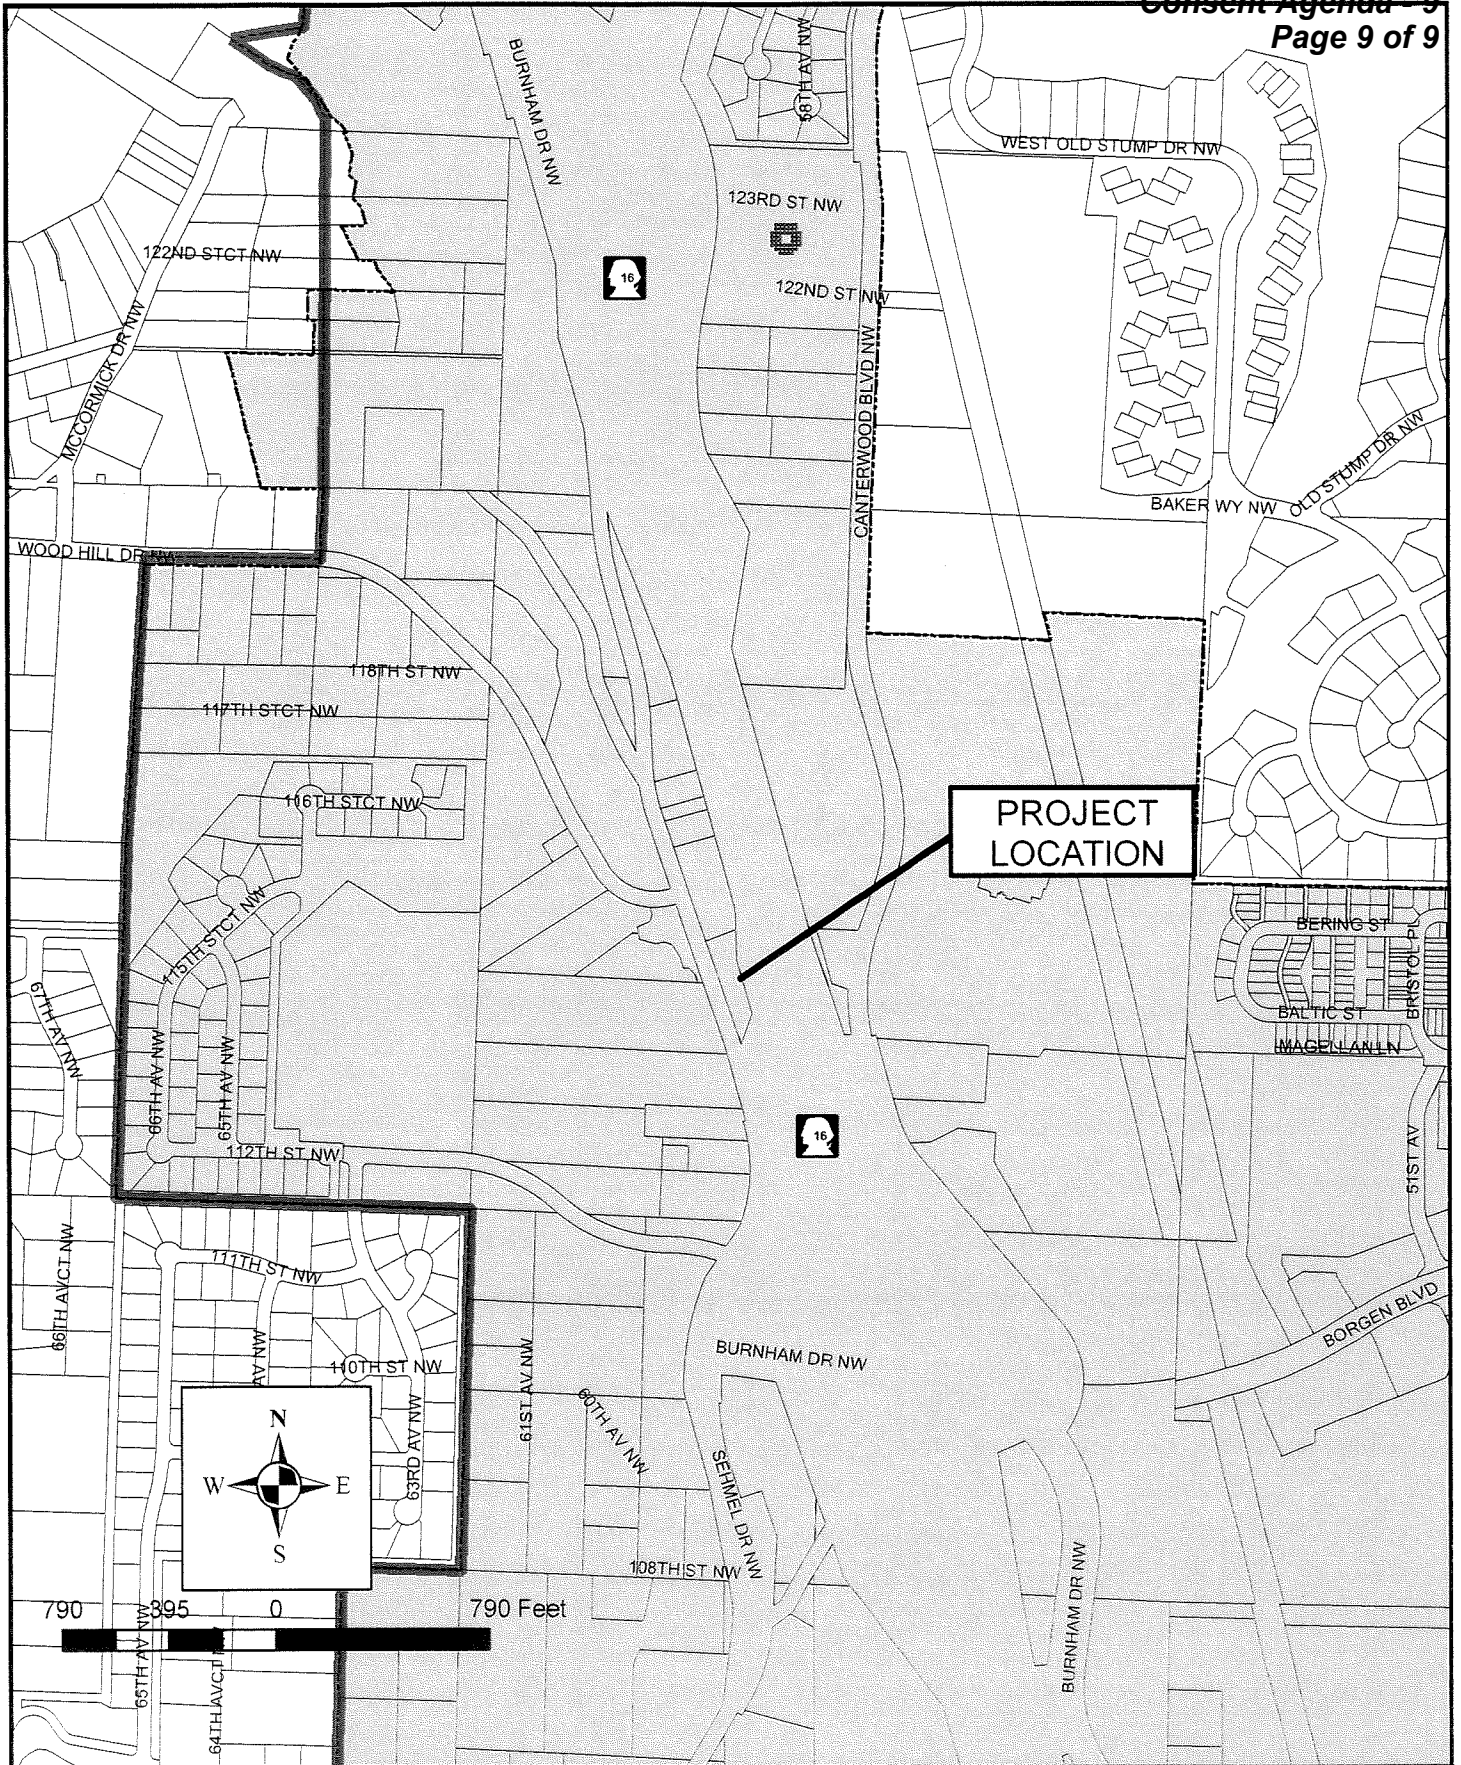 Consent Agenda - 9
Page 9 of 9
BURNHAM DR NW
58TH AV NW
WEST OLD STUMP DR NW
123RD ST NW
122ND STCT NW
16
122ND ST NW
MCCORMICK DR NW
CANTERWOOD BLVD NW
OLD STUMP DR NW
BAKER WY NW
WOOD HILL DR NW
118TH ST NW
117TH STCT NW
116TH STCT NW
PROJECT
LOCATION
115TH STCT NW
BERING ST
BRISTOL PL
67TH AV NW
BALTIC ST
MAGELLAN LN
66TH AV NW
65TH AV NW
16
112TH ST NW
51ST AV
66TH AVCT NW
111TH ST NW
BORGEN BLVD
AV NW
110TH ST NW
BURNHAM DR NW
61ST AV NW
60TH AV NW
63RD AV NW
N
W E
S
SEHMEL DR NW
108TH ST NW
BURNHAM DR NW
790 395 0 790 Feet
65TH AV NW
64TH AVCT